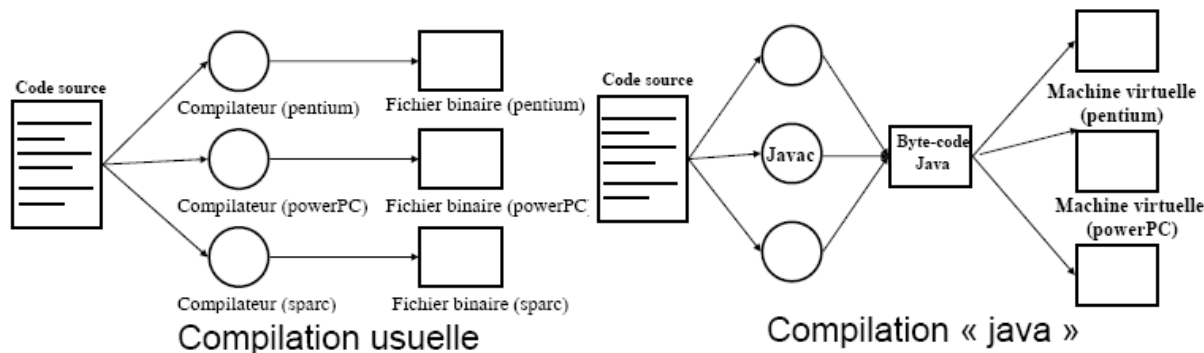 Code source
Compilateur (pentium)
Fichier binaire (pentium)
Compilateur (powerPC)
Fichier binaire (powerPC)
Compilateur (sparc)
Fichier binaire (sparc)
Compilation usuelle
Code source
Javac
Byte-code
Java
Machine virtuelle
(pentium)
Machine virtuelle
(powerPC)
Compilation « java »